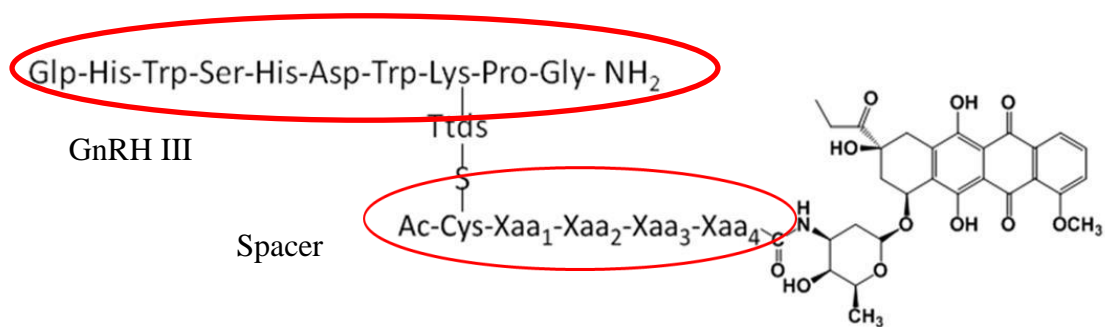 Glp-His-Trp-Ser-His-Asp-Trp-Lys-Pro-Gly- NH₂
Ttds
GnRH III
S
Ac-Cys-Xaa₁-Xaa₂-Xaa₃-Xaa₄
Spacer
O
OH
O
HO
O
OH
O
OCH₃
H
N
C
O
O
O
HO
CH₃